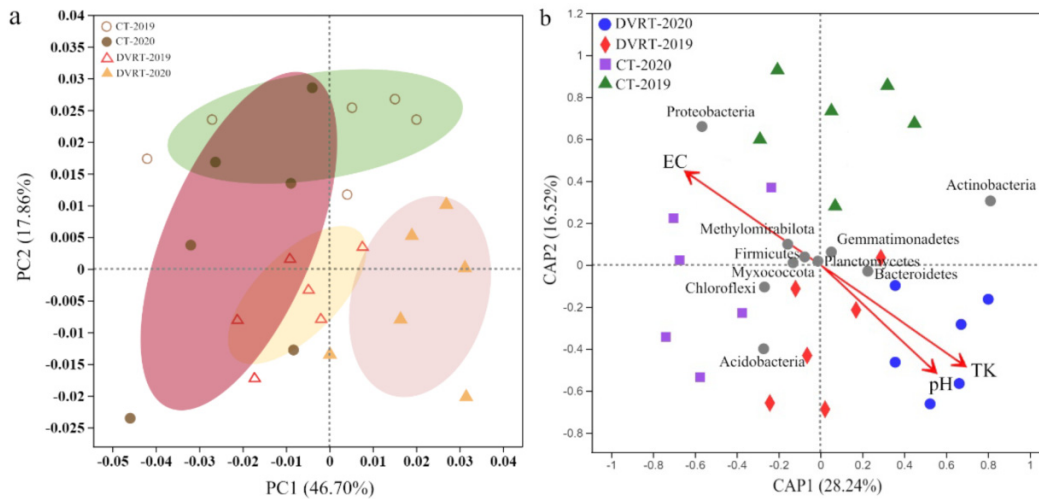 a
CT-2019
CT-2020
DVRT-2019
DVRT-2020
PC2 (17.86%)
0.04
0.035
0.03
0.025
0.02
0.015
0.01
0.005
0
-0.005
-0.01
-0.015
-0.02
-0.025
-0.05 -0.04 -0.03 -0.02 -0.01 0 0.01 0.02 0.03 0.04
PC1 (46.70%)
b
DVRT-2020
DVRT-2019
CT-2020
CT-2019
CAP2 (16.52%)
1.2
1
0.8
0.6
0.4
0.2
0
-0.2
-0.4
-0.6
-0.8
Proteobacteria
EC
Actinobacteria
Methylomirabilota
Gemmatimonadetes
Firmicutes
Planctomycetes
Myxococcota
Bacteroidetes
Chloroflexi
Acidobacteria
TK
pH
-1 -0.8 -0.6 -0.4 -0.2 0 0.2 0.4 0.6 0.8 1
CAP1 (28.24%)